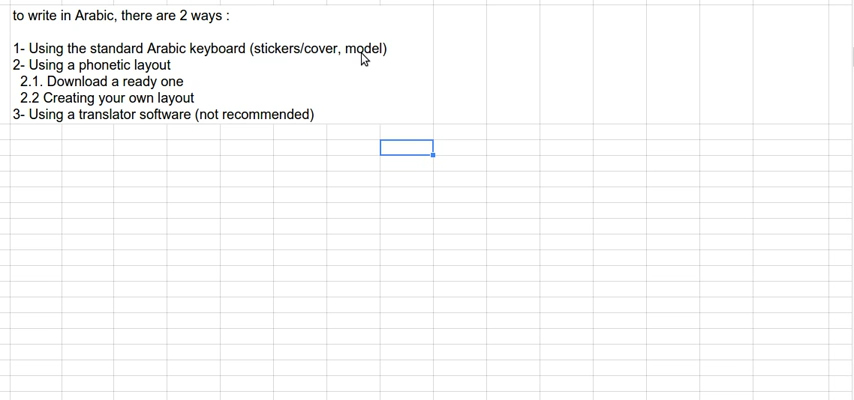 to write in Arabic, there are 2 ways :
1- Using the standard Arabic keyboard (stickers/cover, model)
2- Using a phonetic layout
2.1. Download a ready one
2.2 Creating your own layout
3- Using a translator software (not recommended)